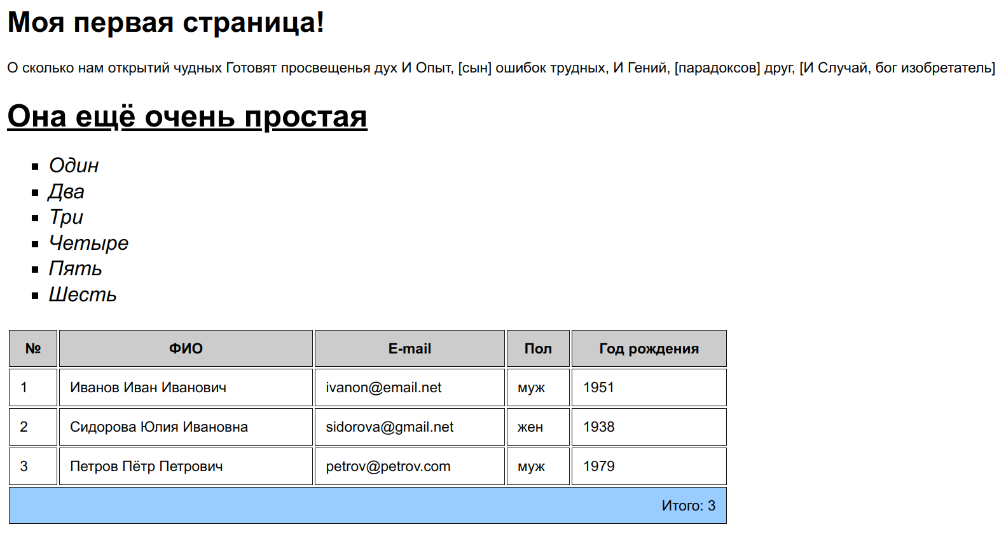 Моя первая страница!
О сколько нам открытий чудных Готовят просвещенья дух И Опыт, [сын] ошибок трудных, И Гений, [парадоксов] друг, [И Случай, бог изобретатель]
Она ещё очень простая
Один
Два
Три
Четыре
Пять
Шесть
№ ФИО E-mail Пол Год рождения
1 Иванов Иван Иванович ivanon@email.net муж 1951
2 Сидорова Юлия Ивановна sidorova@gmail.net жен 1938
3 Петров Пётр Петрович petrov@petrov.com муж 1979
Итого: 3